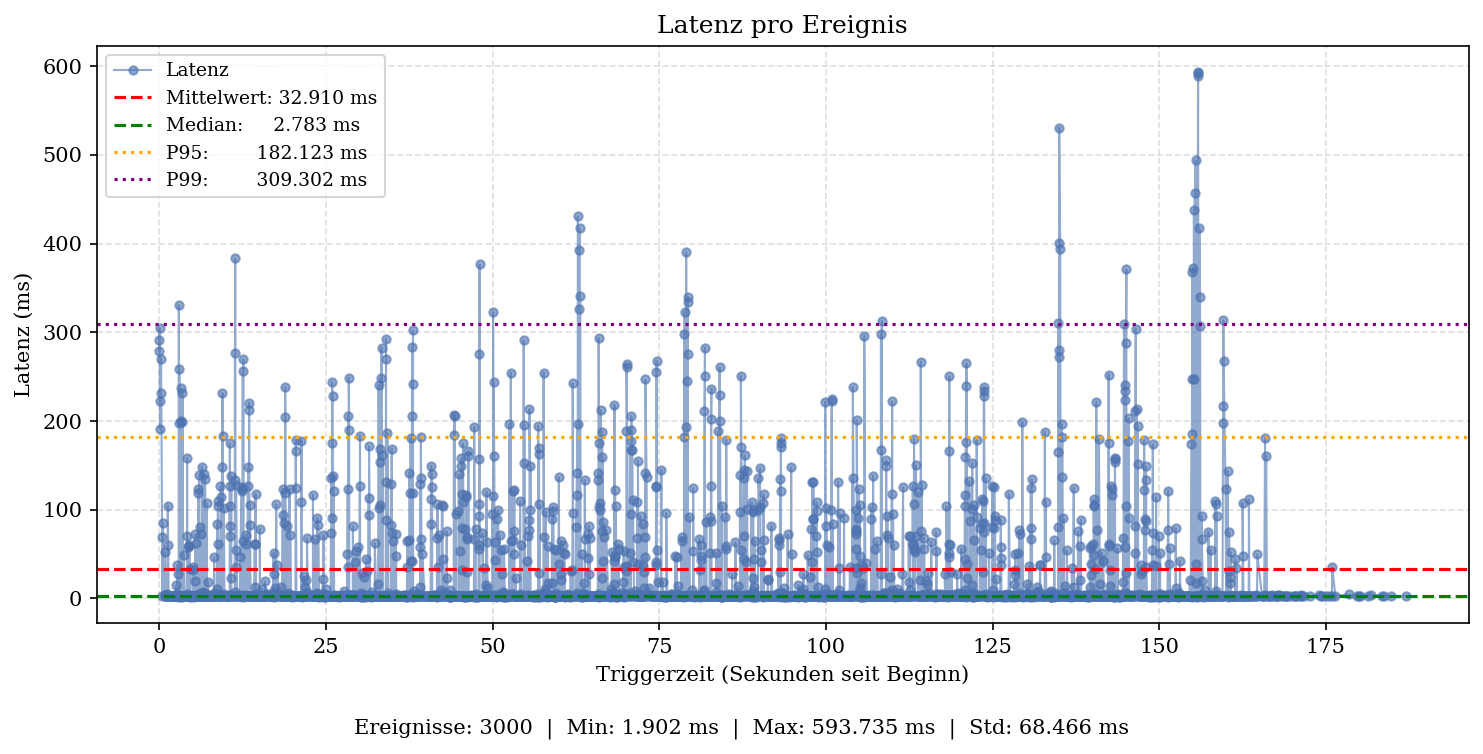 Latenz pro Ereignis
Latenz
Mittelwert: 32.910 ms
Median: 2.783 ms
P95: 182.123 ms
P99: 309.302 ms
Latenz (ms)
600
500
400
300
200
100
0
0 25 50 75 100 125 150 175
Triggerzeit (Sekunden seit Beginn)
Ereignisse: 3000 | Min: 1.902 ms | Max: 593.735 ms | Std: 68.466 ms